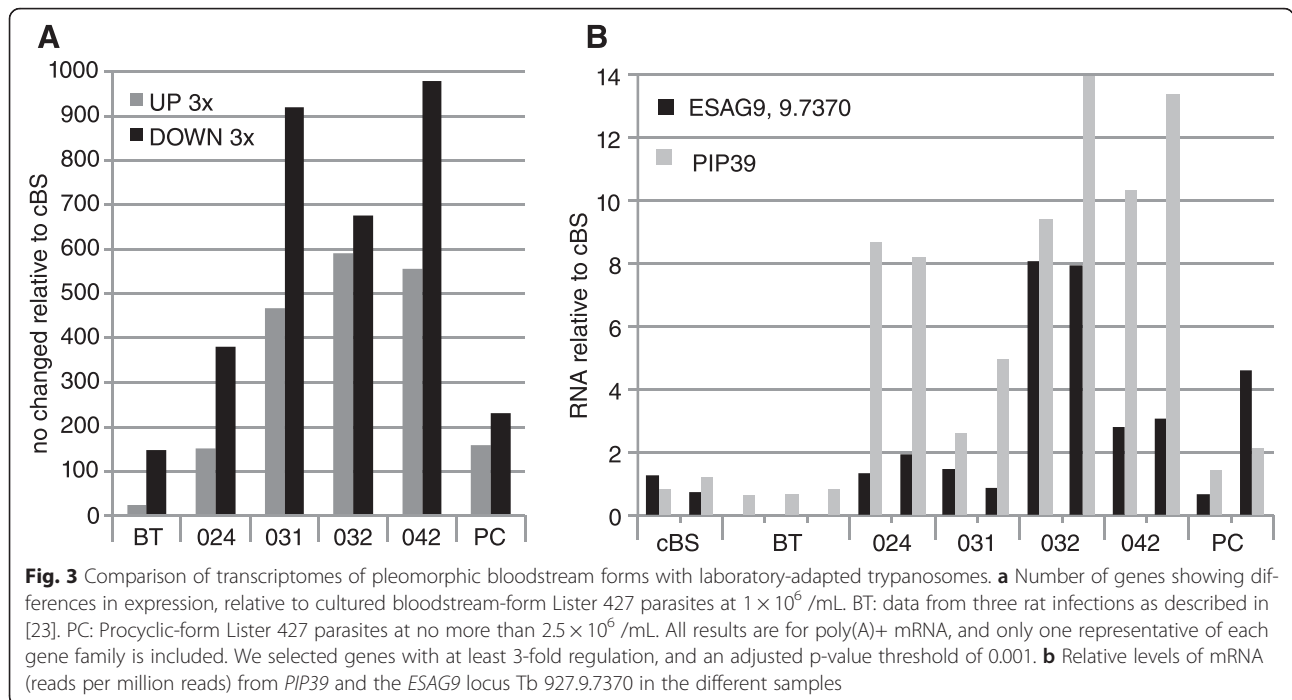 A
B
1000
900
800
700
600
500
400
300
200
100
0
no changed relative to cBS
UP 3x
DOWN 3x
BT 024 031 032 042 PC
14
12
10
8
6
4
2
0
RNA relative to cBS
ESAG9, 9.7370
PIP39
cBS BT 024 031 032 042 PC
Fig. 3 Comparison of transcriptomes of pleomorphic bloodstream forms with laboratory-adapted trypanosomes. a Number of genes showing dif-
ferences in expression, relative to cultured bloodstream-form Lister 427 parasites at 1 × 10⁶ /mL. BT: data from three rat infections as described in
[23]. PC: Procyclic-form Lister 427 parasites at no more than 2.5 × 10⁶ /mL. All results are for poly(A)+ mRNA, and only one representative of each
gene family is included. We selected genes with at least 3-fold regulation, and an adjusted p-value threshold of 0.001. b Relative levels of mRNA
(reads per million reads) from PIP39 and the ESAG9 locus Tb 927.9.7370 in the different samples